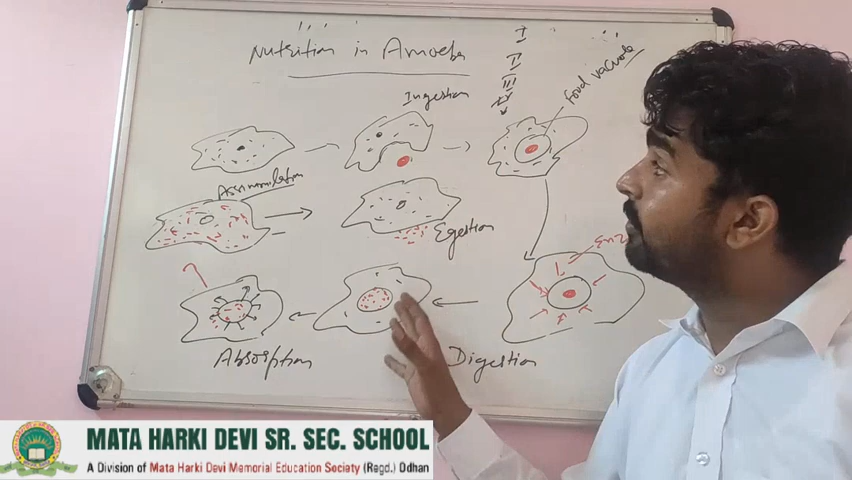 Nutrition in Amoeba
I
II
III
Ingestion
Food vacuole
Assimilation
Egestion
Enz
Absorption
Digestion
MATA HARKI DEVI SR. SEC. SCHOOL
A Division of Mata Harki Devi Memorial Education Society (Regd.) Odhan